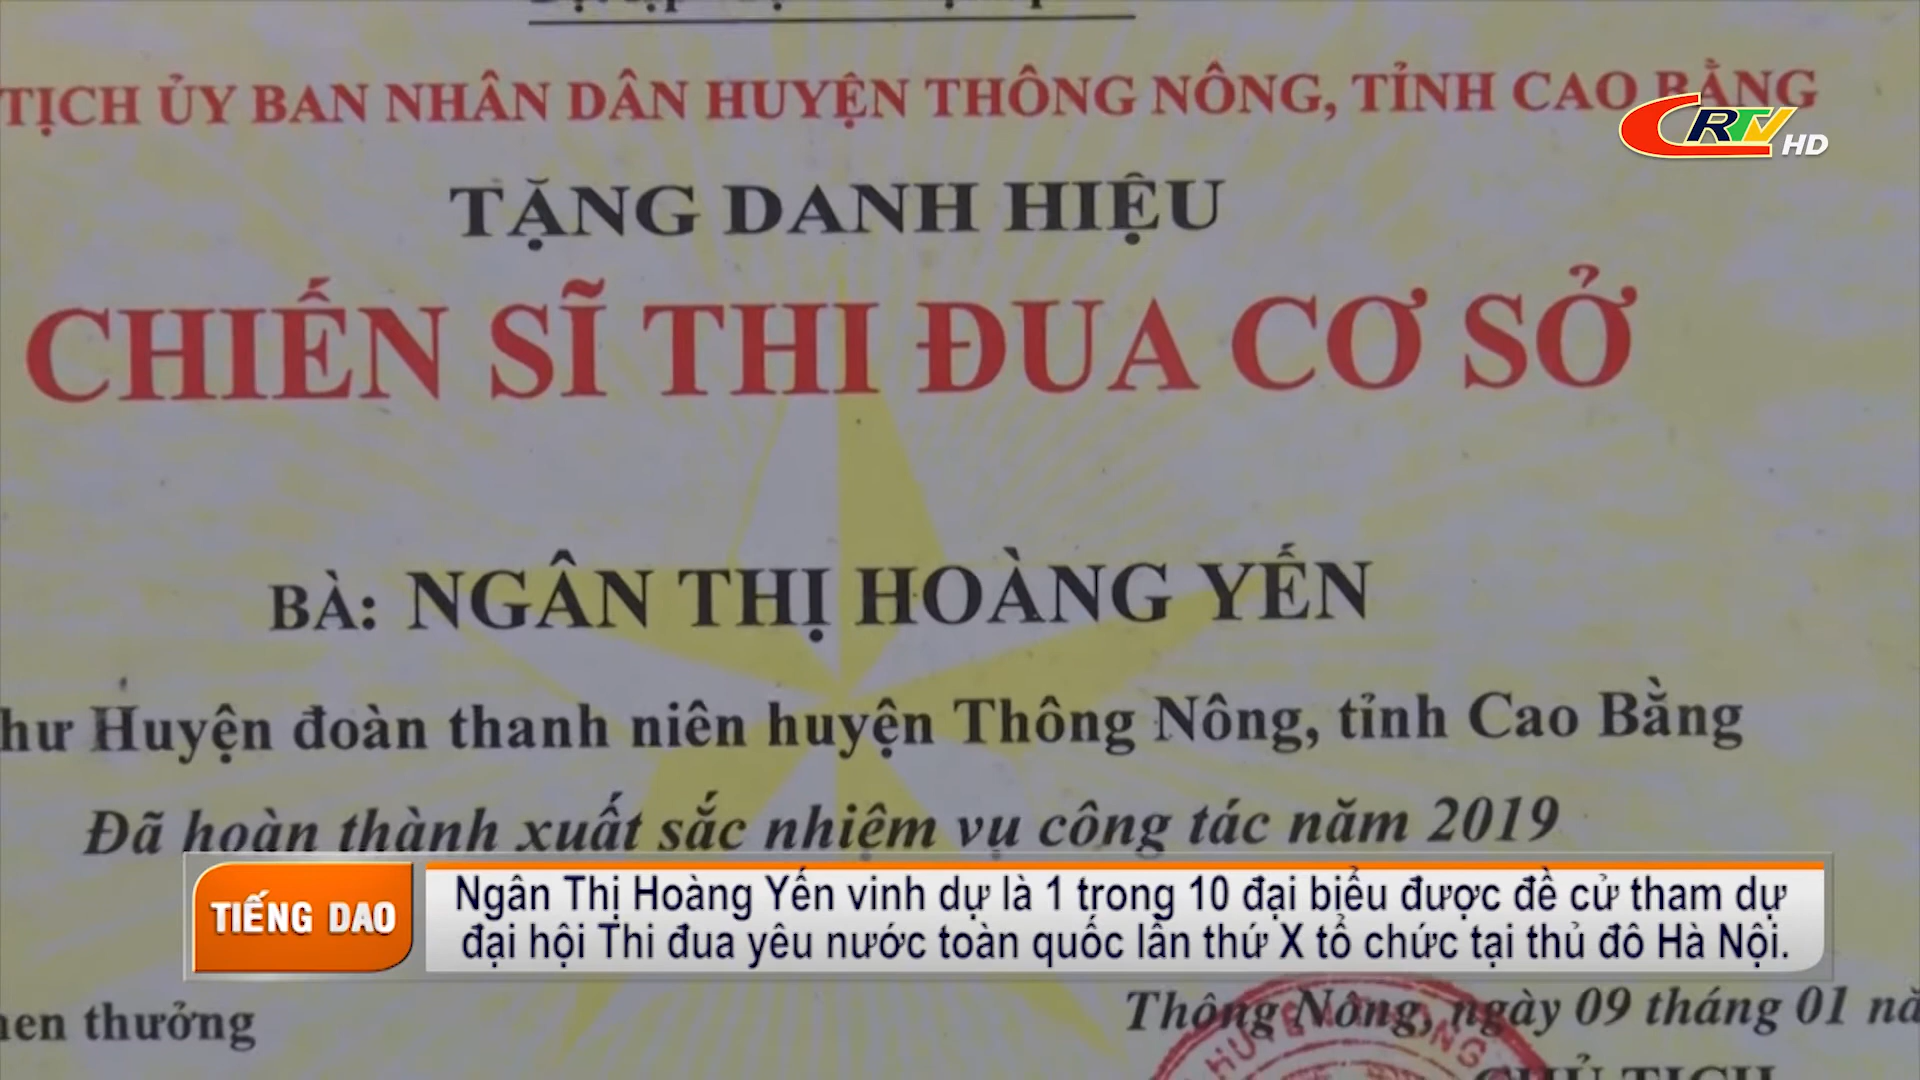 TỊCH ỦY BAN NHÂN DÂN HUYỆN THÔNG NÔNG, TỈNH CAO BẰNG
CRTV HD
TẶNG DANH HIỆU
CHIẾN SĨ THI ĐUA CƠ SỞ
BÀ: NGÂN THỊ HOÀNG YẾN
Huyện đoàn thanh niên huyện Thông Nông, tỉnh Cao Bằng
Đã hoàn thành xuất sắc nhiệm vụ công tác năm 2019
TIẾNG DAO
Ngân Thị Hoàng Yến vinh dự là 1 trong 10 đại biểu được đề cử tham dự
đại hội Thi đua yêu nước toàn quốc lần thứ X tổ chức tại thủ đô Hà Nội.
thưởng
Thông Nông, ngày 09 tháng 01
CHỦ TỊCH